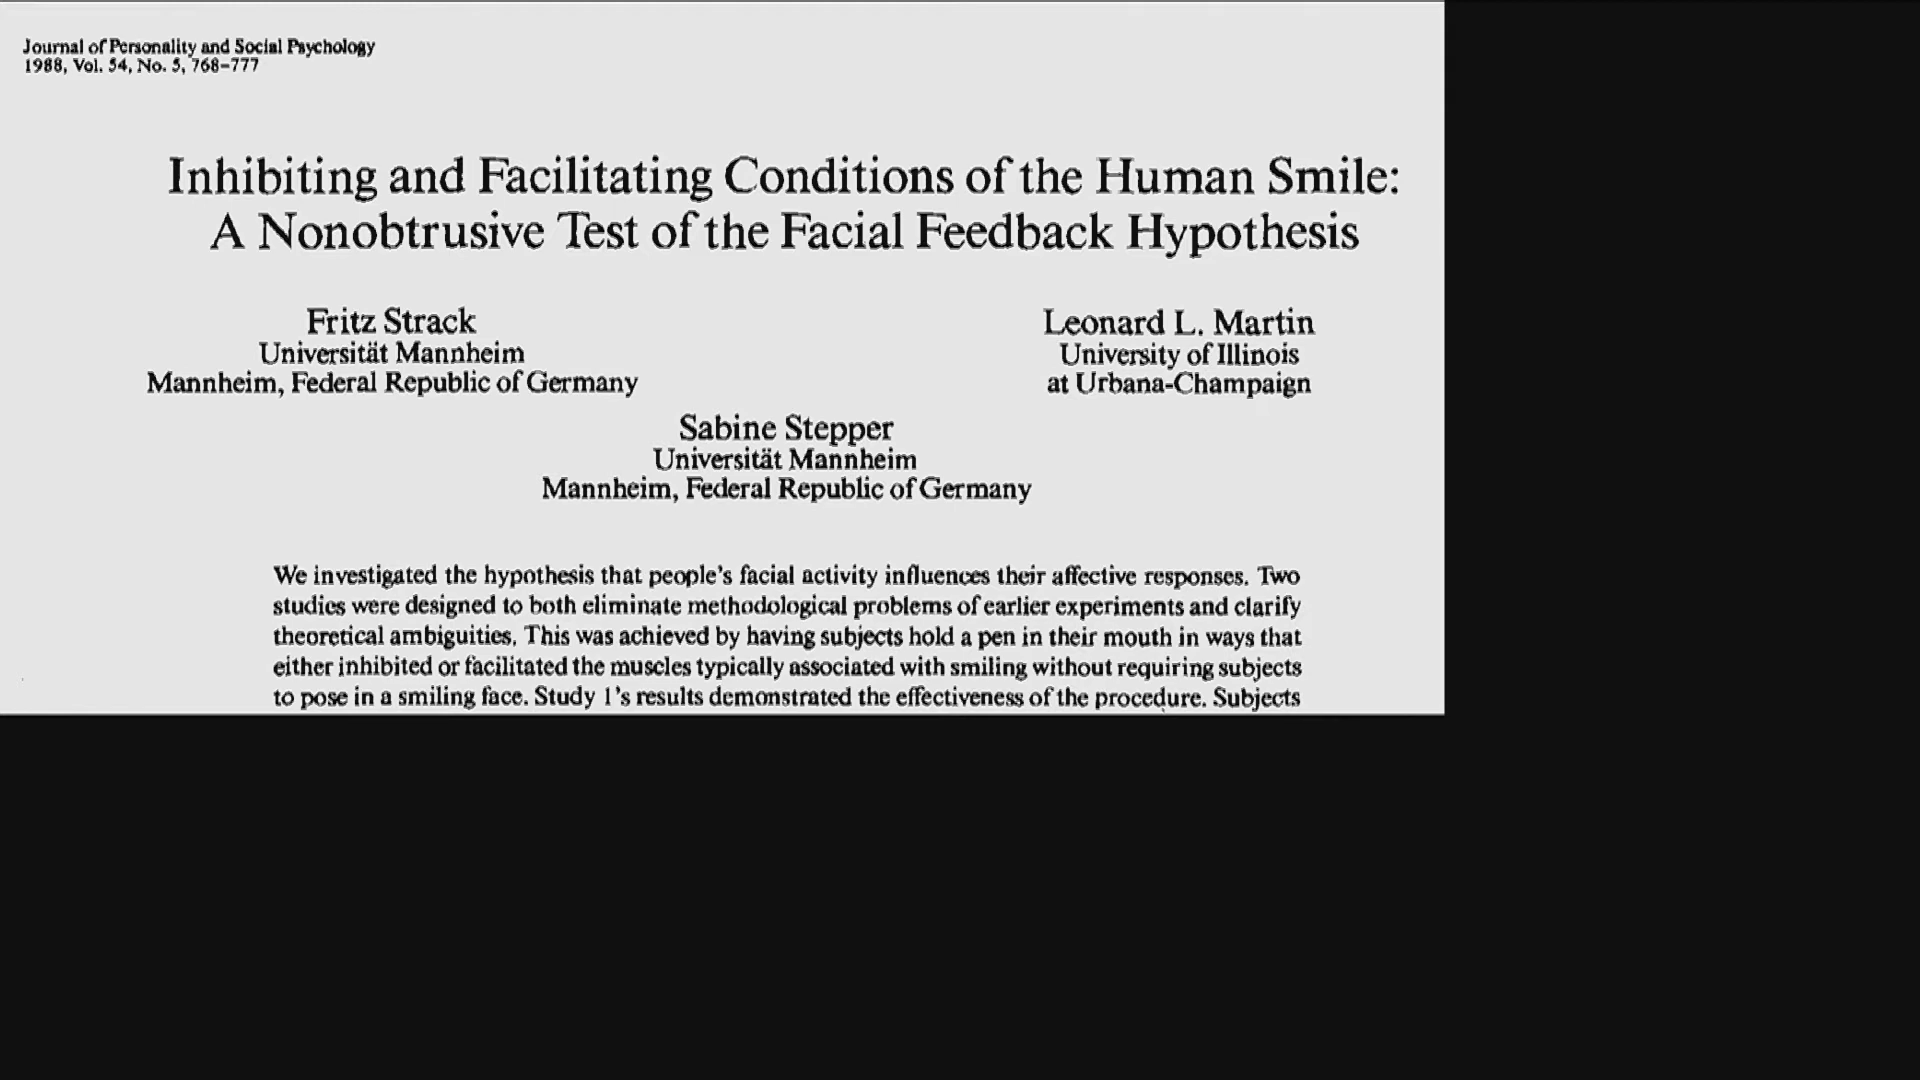 Journal of Personality and Social Psychology
1988, Vol. 54, No. 5, 768–777
Inhibiting and Facilitating Conditions of the Human Smile:
A Nonobtrusive Test of the Facial Feedback Hypothesis
Fritz Strack
Universität Mannheim
Mannheim, Federal Republic of Germany
Leonard L. Martin
University of Illinois
at Urbana-Champaign
Sabine Stepper
Universität Mannheim
Mannheim, Federal Republic of Germany
We investigated the hypothesis that people's facial activity influences their affective responses. Two
studies were designed to both eliminate methodological problems of earlier experiments and clarify
theoretical ambiguities. This was achieved by having subjects hold a pen in their mouth in ways that
either inhibited or facilitated the muscles typically associated with smiling without requiring subjects
to pose in a smiling face. Study 1's results demonstrated the effectiveness of the procedure. Subjects